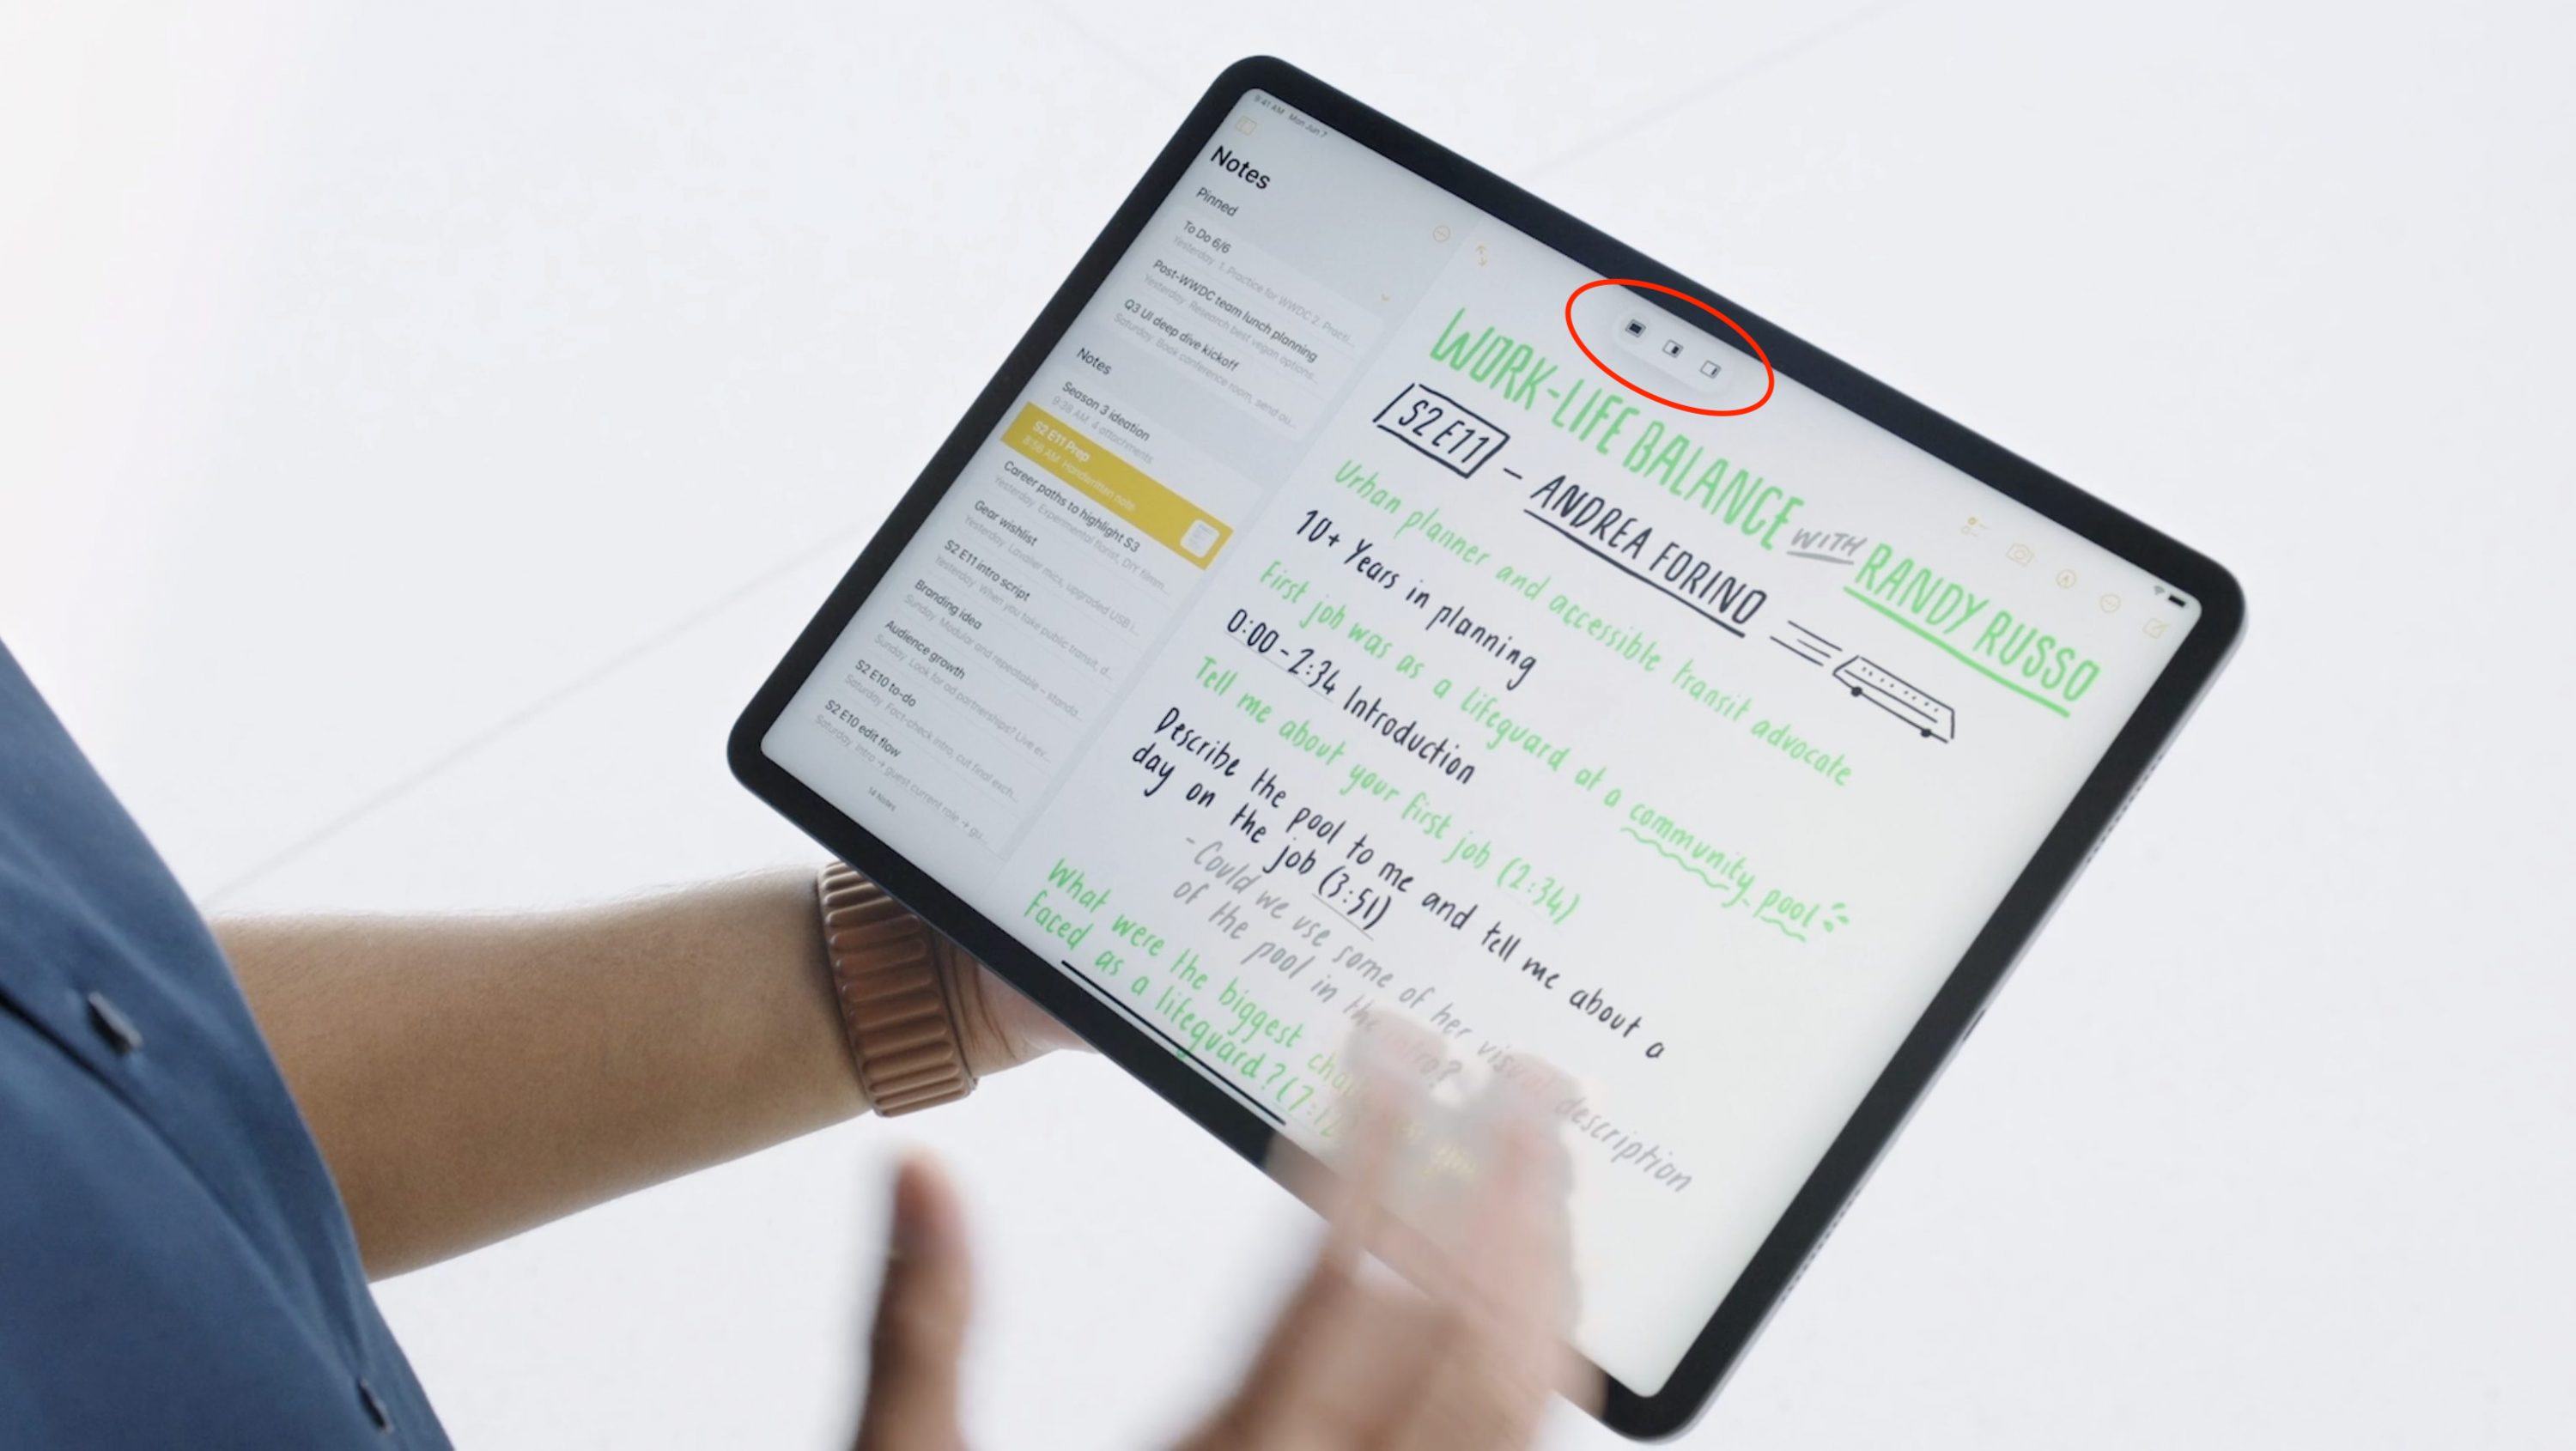 9:41 AM Mon Jun 7
Notes
Pinned
To Do 6/6
Yesterday 1. Practice for WWDC 2. Practi...
Post-WWDC team lunch planning
Yesterday Research best vegan options...
Q3 UI deep dive kickoff
Saturday Book conference room, send ou...
Notes
Season 3 ideation
9:38 AM 4 attachments
S2 E11 Prep
8:56 AM Handwritten note
Career paths to highlight S3
Yesterday Experimental florist, DIY
Gear wishlist
Yesterday Lavalier mics, upgraded USB
S2 E11 intro script
Yesterday When you take public transit, d...
Branding idea
Sunday Modular and repeatable – standa...
Audience growth
Sunday Look for ad partnerships? Live ev...
S2 E10 to-do
Saturday Fact-check intro, cut final exch...
S2 E10 edit flow
Saturday Intro → guest current role → gu...
14 Notes
WORK-LIFE BALANCE WITH RANDY RUSSO
S2 E11 – ANDREA FORINO
Urban planner and accessible transit advocate
10+ Years in planning
First job was as a lifeguard at a community pool
0:00 - 2:34 Introduction
Tell me about your first job (2:34)
Describe the pool to me and tell me about a
day on the job (3:51)
-Could we use some of her visual description
of the pool in the intro?
What were the biggest you
faced as a lifeguard?